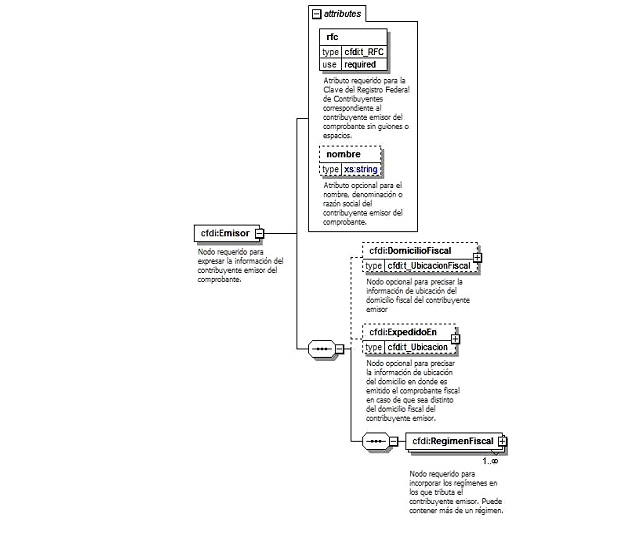 attributes
rfc
type cfdi:t_RFC
use required
Atributo requerido para la
Clave del Registro Federal
de Contribuyentes
correspondiente al
contribuyente emisor del
comprobante sin guiones o
espacios.
nombre
type xs:string
Atributo opcional para el
nombre, denominación o
razón social del
contribuyente emisor del
comprobante.
cfdi:Emisor
Nodo requerido para
expresar la información del
contribuyente emisor del
comprobante.
cfdi:DomicilioFiscal
type cfdi:t_UbicacionFiscal
Nodo opcional para precisar la
información de ubicación del
domicilio fiscal del contribuyente
emisor
cfdi:ExpedidoEn
type cfdi:t_Ubicacion
Nodo opcional para precisar
la información de ubicación
del domicilio en donde es
emitido el comprobante fiscal
en caso de que sea distinto
del domicilio fiscal del
contribuyente emisor.
cfdi:RegimenFiscal
1..∞
Nodo requerido para
incorporar los regímenes en
los que tributa el
contribuyente emisor. Puede
contener más de un régimen.